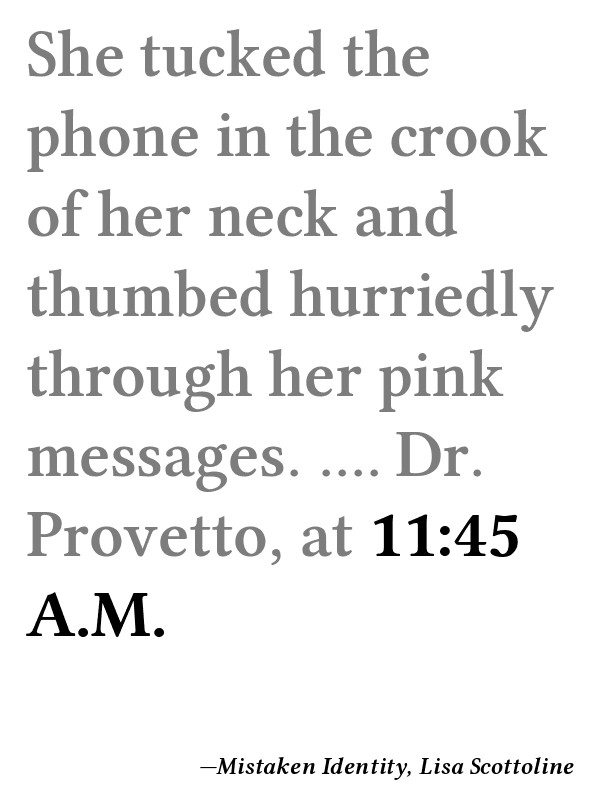 She tucked the
phone in the crook
of her neck and
thumbed hurriedly
through her pink
messages. .... Dr.
Provetto, at 11:45
A.M.
—Mistaken Identity, Lisa Scottoline